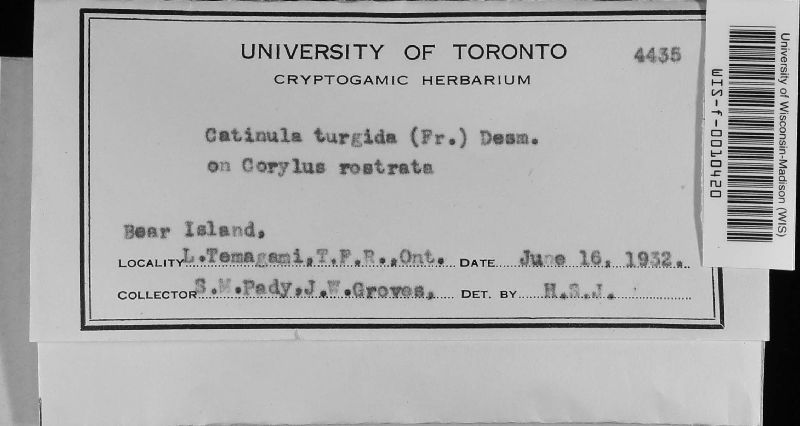 UNIVERSITY OF TORONTO 4435
CRYPTOGAMIC HERBARIUM
Catinula turgida (Fr.) Desm.
on Corylus rostrata
Bear Island,
LOCALITY L.Temagami,T.F.R.,Ont. DATE June 16, 1932.
COLLECTOR S.M.Pady,J.W.Groves, DET. BY H.S.J.
University of Wisconsin-Madison (WIS)
WIS-f-0010420